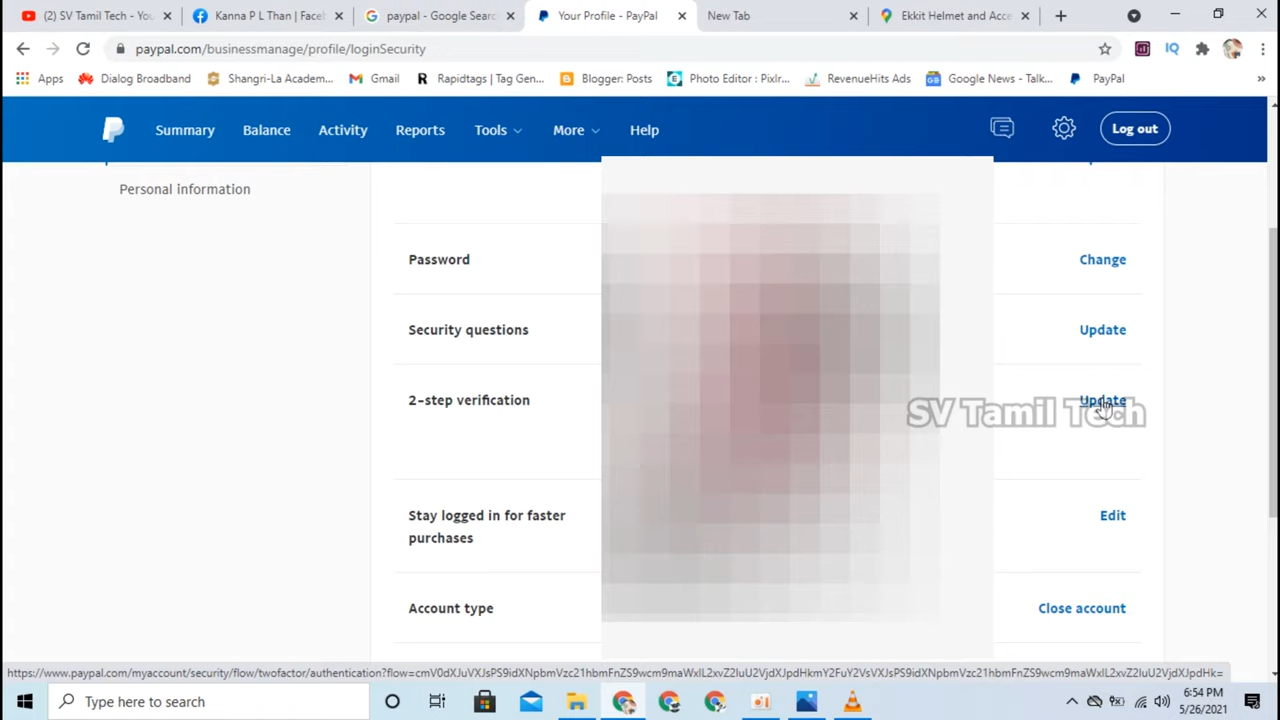 (2) SV Tamil Tech - You
Kanna P L Than | Faceb
paypal - Google Searc
Your Profile - PayPal
New Tab
Ekkit Helmet and Acce
paypal.com/businessmanage/profile/loginSecurity
Apps
Dialog Broadband
Shangri-La Academ...
Gmail
Rapidtags | Tag Gen...
Blogger: Posts
Photo Editor : Pixlr...
RevenueHits Ads
Google News - Talk...
PayPal
»
Summary
Balance
Activity
Reports
Tools
More
Help
Log out
Personal information
Password
Change
Security questions
Update
2-step verification
Update
SV Tamil Tech
Stay logged in for faster
purchases
Edit
Account type
Close account
Type here to search
6:54 PM
5/26/2021